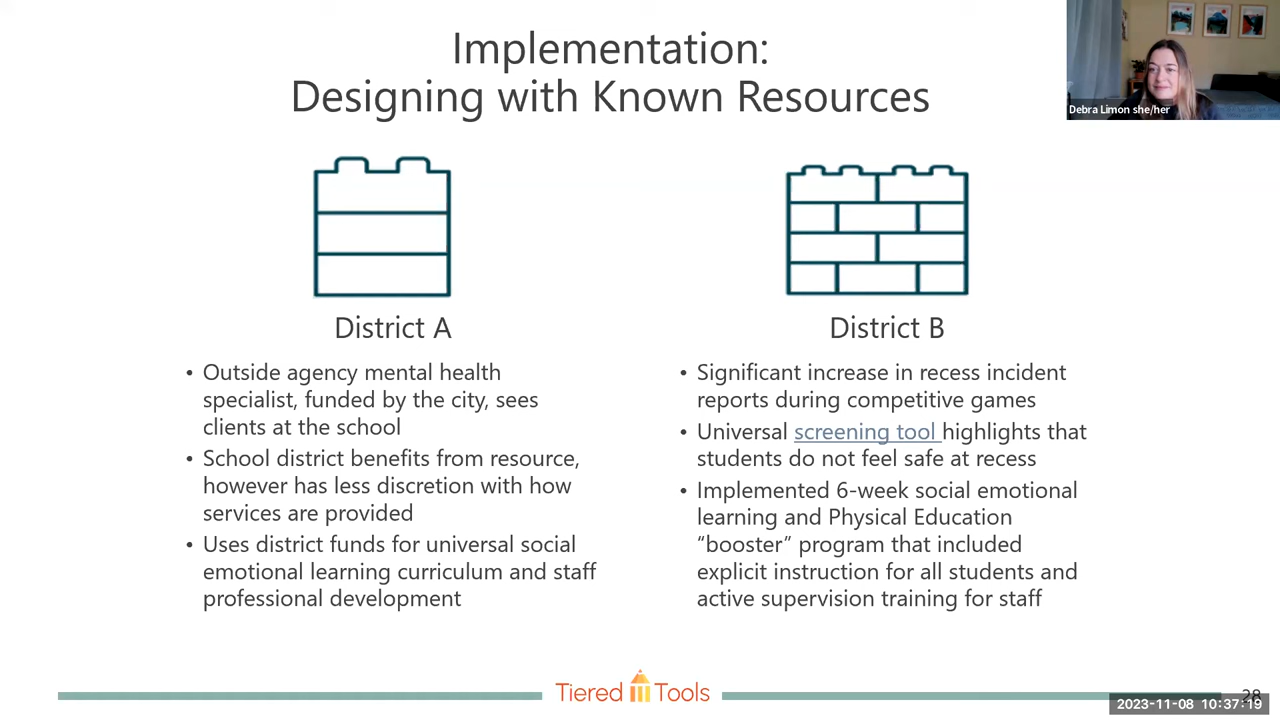 Implementation:
Designing with Known Resources
Debra Limon she/her
District A
• Outside agency mental health
specialist, funded by the city, sees
clients at the school
• School district benefits from resource,
however has less discretion with how
services are provided
• Uses district funds for universal social
emotional learning curriculum and staff
professional development
District B
• Significant increase in recess incident
reports during competitive games
• Universal screening tool highlights that
students do not feel safe at recess
• Implemented 6-week social emotional
learning and Physical Education
“booster” program that included
explicit instruction for all students and
active supervision training for staff
Tiered Tools
28
2023-11-08 10:37:19